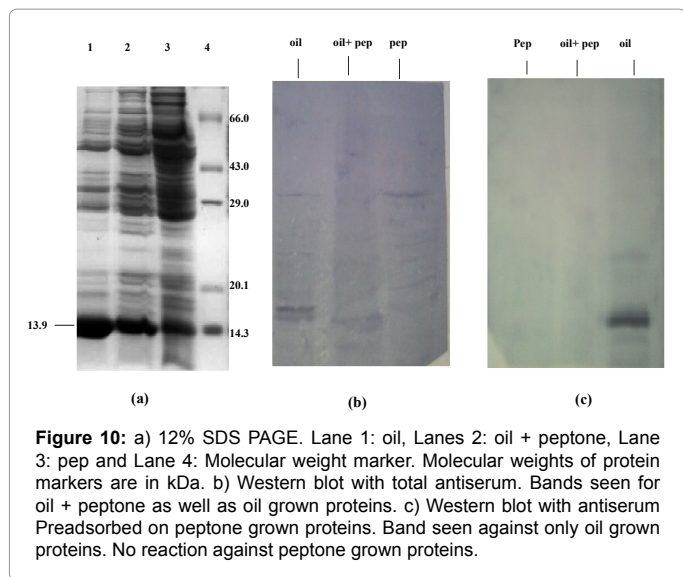 1 2 3 4
66.0
43.0
29.0
20.1
13.9 14.3
(a)
oil oil+ pep pep
(b)
Pep oil+ pep oil
(c)
Figure 10: a) 12% SDS PAGE. Lane 1: oil, Lanes 2: oil + peptone, Lane
3: pep and Lane 4: Molecular weight marker. Molecular weights of protein
markers are in kDa. b) Western blot with total antiserum. Bands seen for
oil + peptone as well as oil grown proteins. c) Western blot with antiserum
Preadsorbed on peptone grown proteins. Band seen against only oil grown
proteins. No reaction against peptone grown proteins.